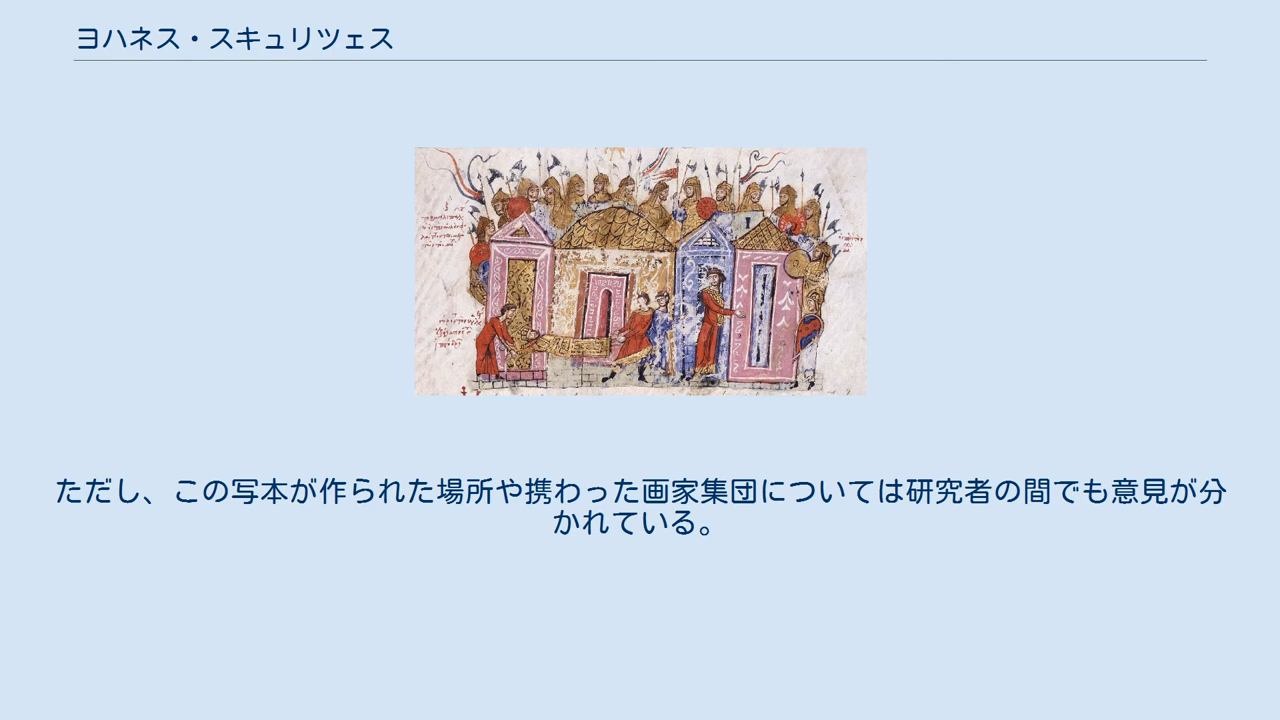 ヨハネス・スキュリツェス
ただし、この写本が作られた場所や携わった画家集団については研究者の間でも意見が分
かれている。